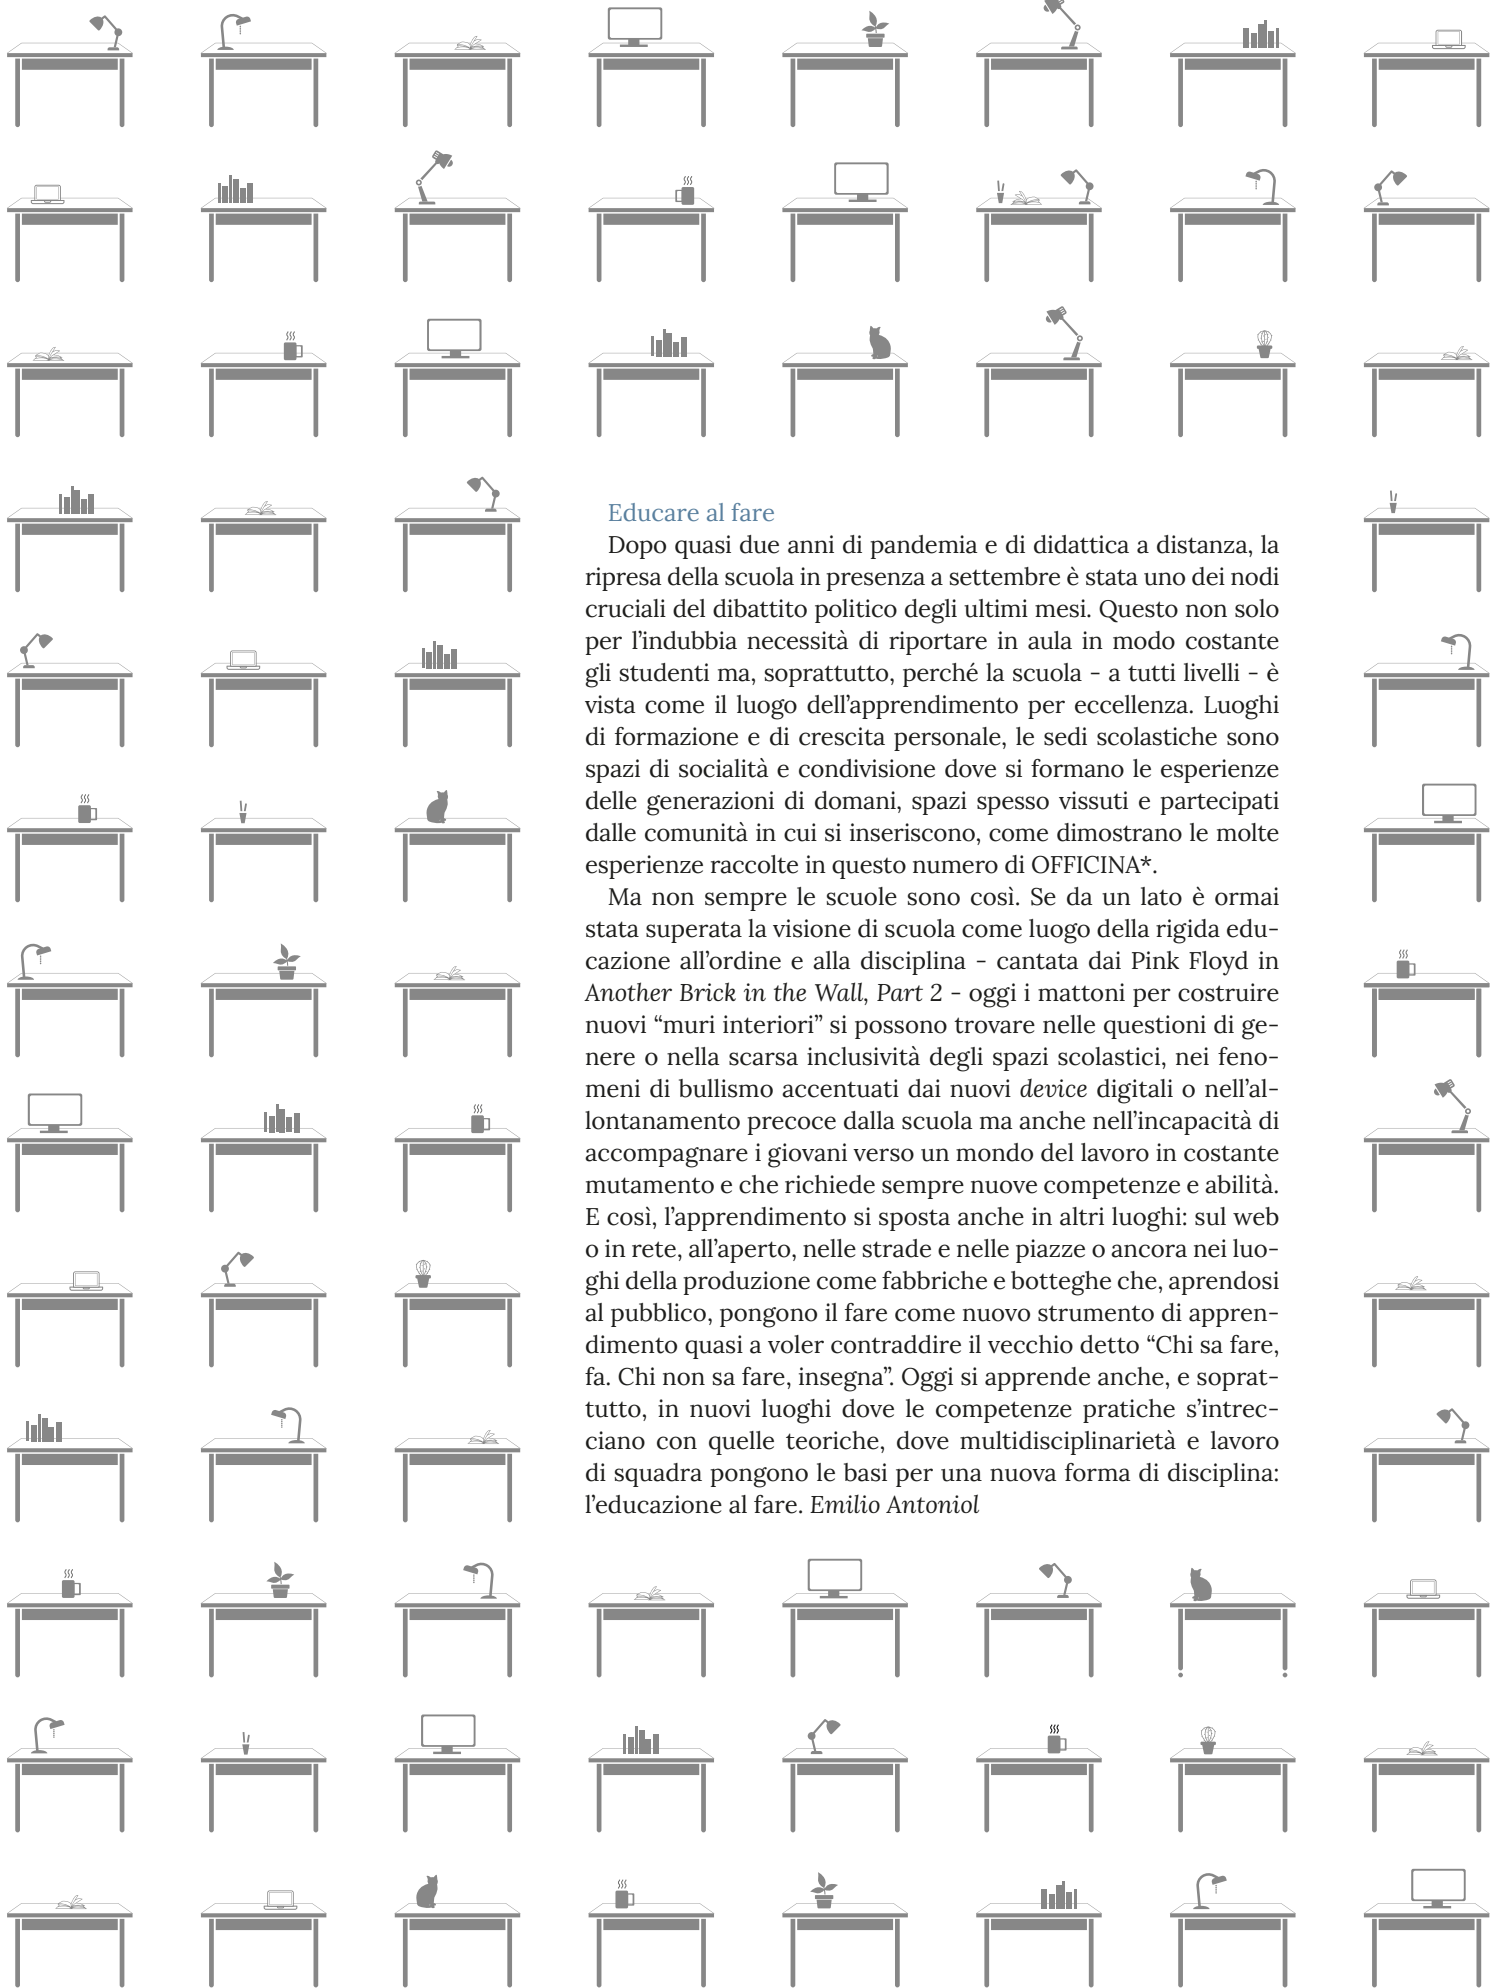 Educare al fare
Dopo quasi due anni di pandemia e di didattica a distanza, la
ripresa della scuola in presenza a settembre è stata uno dei nodi
cruciali del dibattito politico degli ultimi mesi. Questo non solo
per l'indubbia necessità di riportare in aula in modo costante
gli studenti ma, soprattutto, perché la scuola - a tutti livelli - è
vista come il luogo dell'apprendimento per eccellenza. Luoghi
di formazione e di crescita personale, le sedi scolastiche sono
spazi di socialità e condivisione dove si formano le esperienze
delle generazioni di domani, spazi spesso vissuti e partecipati
dalle comunità in cui si inseriscono, come dimostrano le molte
esperienze raccolte in questo numero di OFFICINA*.
Ma non sempre le scuole sono così. Se da un lato è ormai
stata superata la visione di scuola come luogo della rigida edu-
cazione all'ordine e alla disciplina - cantata dai Pink Floyd in
Another Brick in the Wall, Part 2 - oggi i mattoni per costruire
nuovi “muri interiori” si possono trovare nelle questioni di ge-
nere o nella scarsa inclusività degli spazi scolastici, nei feno-
meni di bullismo accentuati dai nuovi device digitali o nell'al-
lontanamento precoce dalla scuola ma anche nell'incapacità di
accompagnare i giovani verso un mondo del lavoro in costante
mutamento e che richiede sempre nuove competenze e abilità.
E così, l'apprendimento si sposta anche in altri luoghi: sul web
o in rete, all'aperto, nelle strade e nelle piazze o ancora nei luo-
ghi della produzione come fabbriche e botteghe che, aprendosi
al pubblico, pongono il fare come nuovo strumento di appren-
dimento quasi a voler contraddire il vecchio detto “Chi sa fare,
fa. Chi non sa fare, insegna”. Oggi si apprende anche, e soprat-
tutto, in nuovi luoghi dove le competenze pratiche s'intrec-
ciano con quelle teoriche, dove multidisciplinarietà e lavoro
di squadra pongono le basi per una nuova forma di disciplina:
l'educazione al fare. Emilio Antoniol